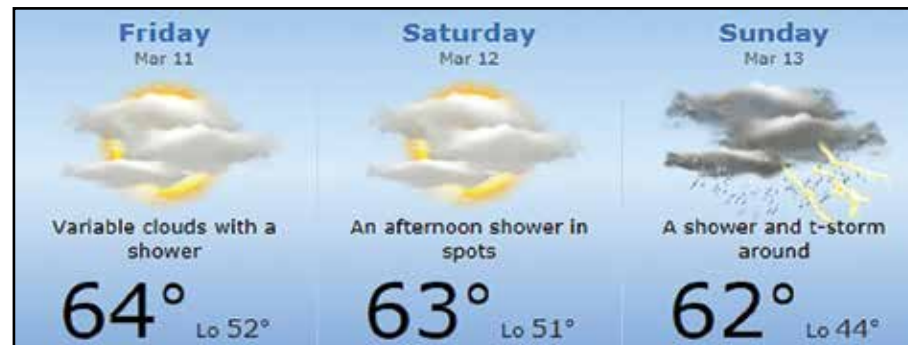 Friday
Mar 11
Variable clouds with a
shower
64° Lo 52°
Saturday
Mar 12
An afternoon shower in
spots
63° Lo 51°
Sunday
Mar 13
A shower and t-storm
around
62° Lo 44°